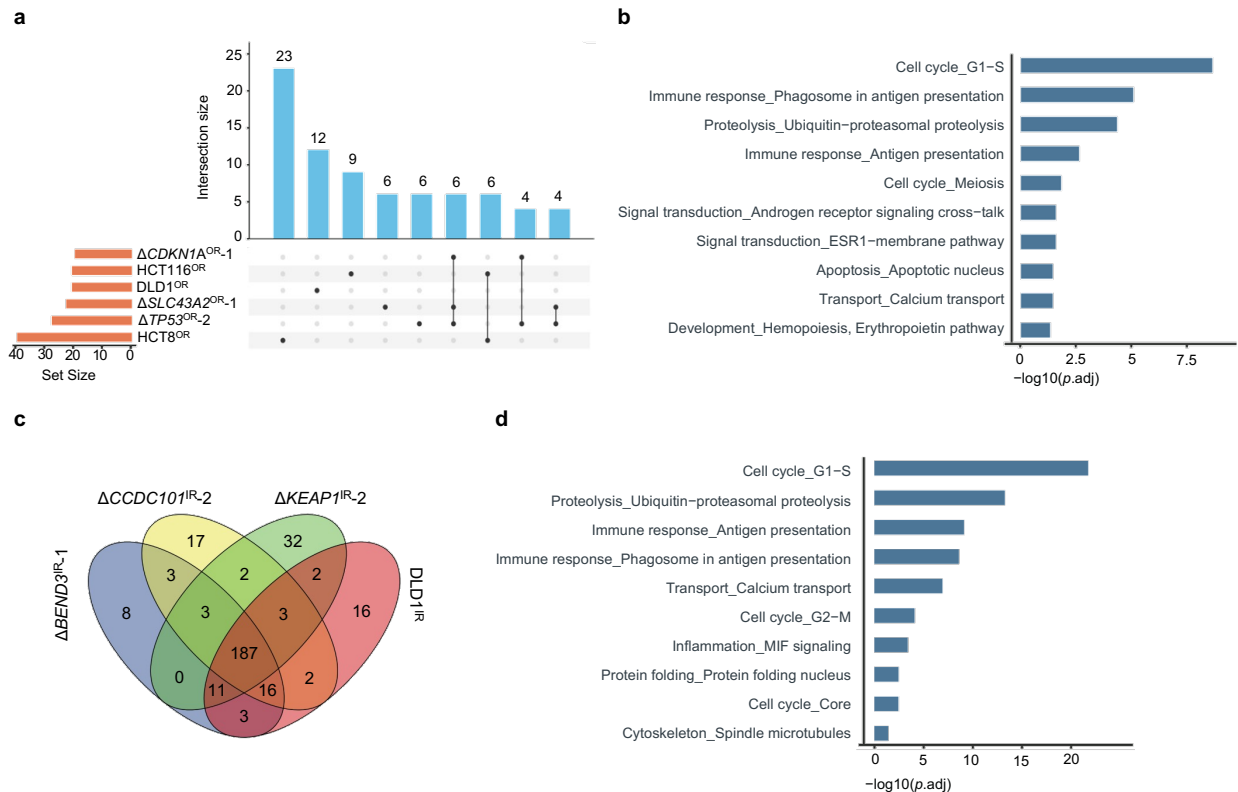 a
25
20
15
10
5
0
Intersection size
23
12
9
6
6
6
6
4
4
ΔCDKN1A^OR-1
HCT116^OR
DLD1^OR
ΔSLC43A2^OR-1
ΔTP53^OR-2
HCT8^OR
40 30 20 10 0
Set Size
b
Cell cycle_G1−S
Immune response_Phagosome in antigen presentation
Proteolysis_Ubiquitin−proteasomal proteolysis
Immune response_Antigen presentation
Cell cycle_Meiosis
Signal transduction_Androgen receptor signaling cross−talk
Signal transduction_ESR1−membrane pathway
Apoptosis_Apoptotic nucleus
Transport_Calcium transport
Development_Hemopoiesis, Erythropoietin pathway
0 2.5 5 7.5
−log10(p.adj)
c
ΔCCDC101^IR-2
ΔKEAP1^IR-2
ΔBEND3^IR-1
DLD1^IR
17
32
3
2
2
8
3
3
16
187
0
11
16
2
3
d
Cell cycle_G1−S
Proteolysis_Ubiquitin−proteasomal proteolysis
Immune response_Antigen presentation
Immune response_Phagosome in antigen presentation
Transport_Calcium transport
Cell cycle_G2−M
Inflammation_MIF signaling
Protein folding_Protein folding nucleus
Cell cycle_Core
Cytoskeleton_Spindle microtubules
0 5 10 15 20
−log10(p.adj)